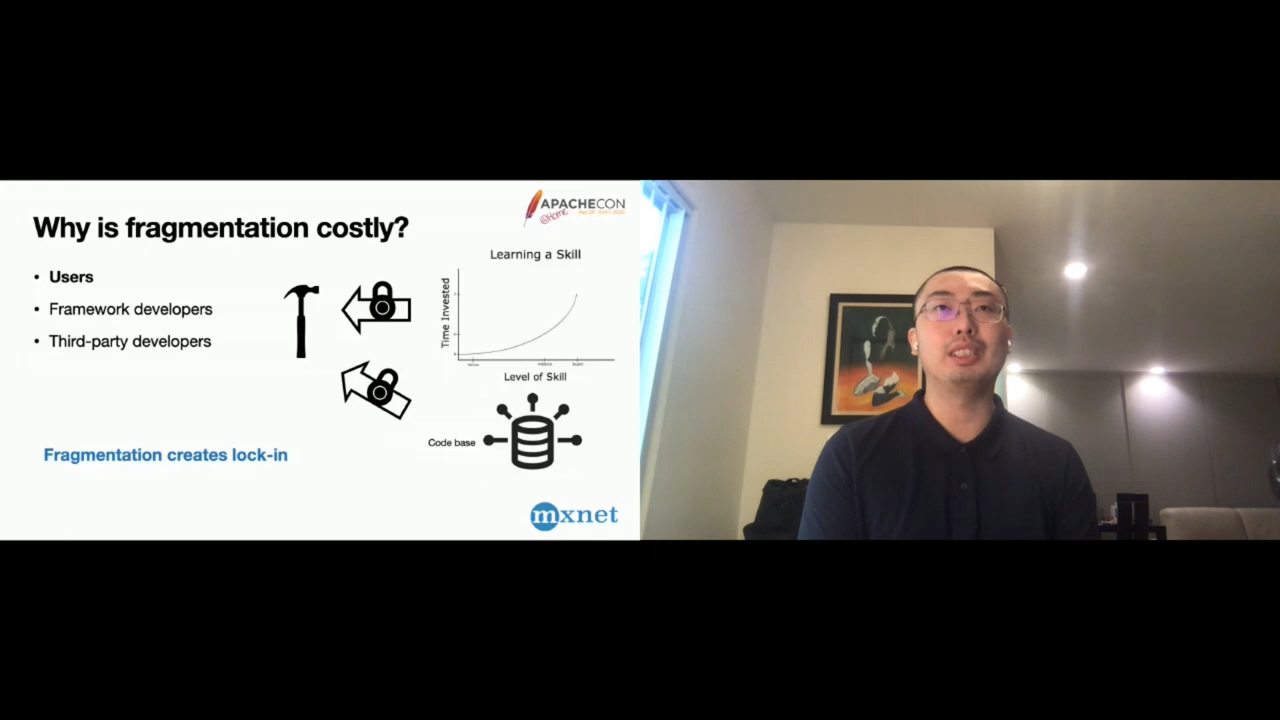 APACHECON
@Home
Why is fragmentation costly?
• Users
• Framework developers
• Third-party developers
Learning a Skill
Time Invested
Level of Skill
Code base
Fragmentation creates lock-in
mxnet